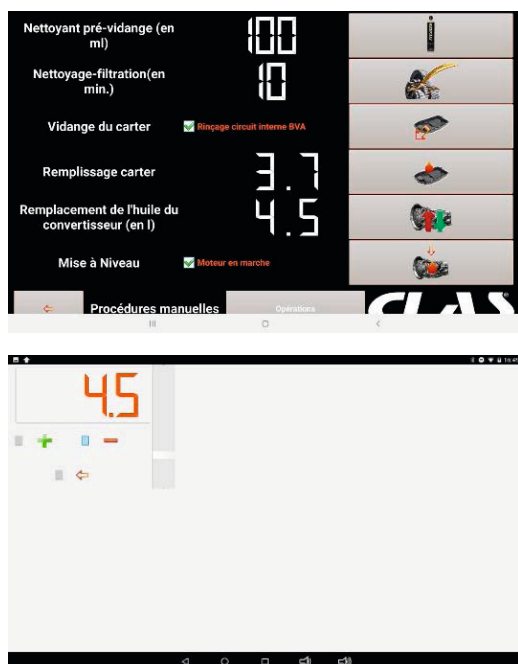 Nettoyant pré-vidange (en
ml)
100
Nettoyage-filtration(en
min.)
10
Vidange du carter
Rinçage circuit interne BVA
Remplissage carter
3.7
Remplacement de l'huile du
convertisseur (en l)
4.5
Mise à Niveau
Moteur en marche
Procédures manuelles
Opérations
CLAS
4.5